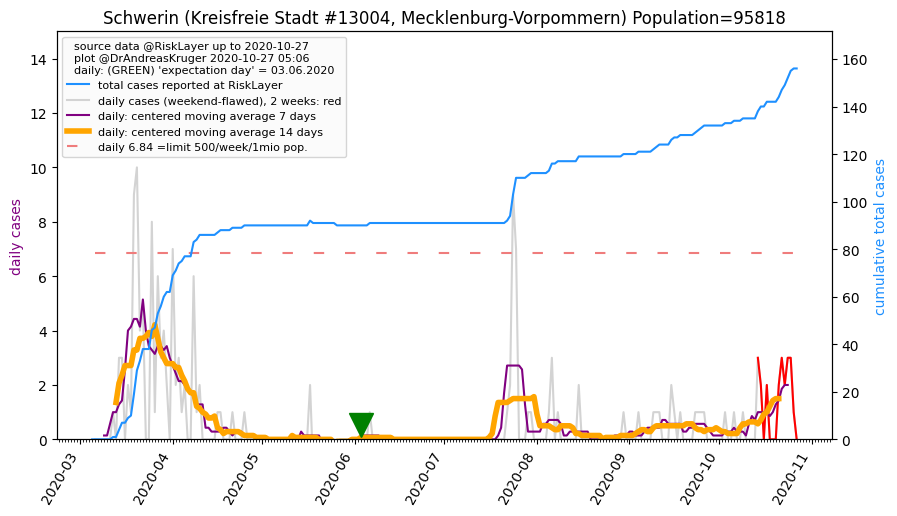 Schwerin (Kreisfreie Stadt #13004, Mecklenburg-Vorpommern) Population=95818
source data @RiskLayer up to 2020-10-27
plot @DrAndreasKruger 2020-10-27 05:06
daily: (GREEN) 'expectation day' = 03.06.2020
total cases reported at RiskLayer
daily cases (weekend-flawed), 2 weeks: red
daily: centered moving average 7 days
daily: centered moving average 14 days
daily 6.84 =limit 500/week/1mio pop.
daily cases
14
12
10
8
6
4
2
0
cumulative total cases
160
140
120
100
80
60
40
20
0
2020-03
2020-04
2020-05
2020-06
2020-07
2020-08
2020-09
2020-10
2020-11